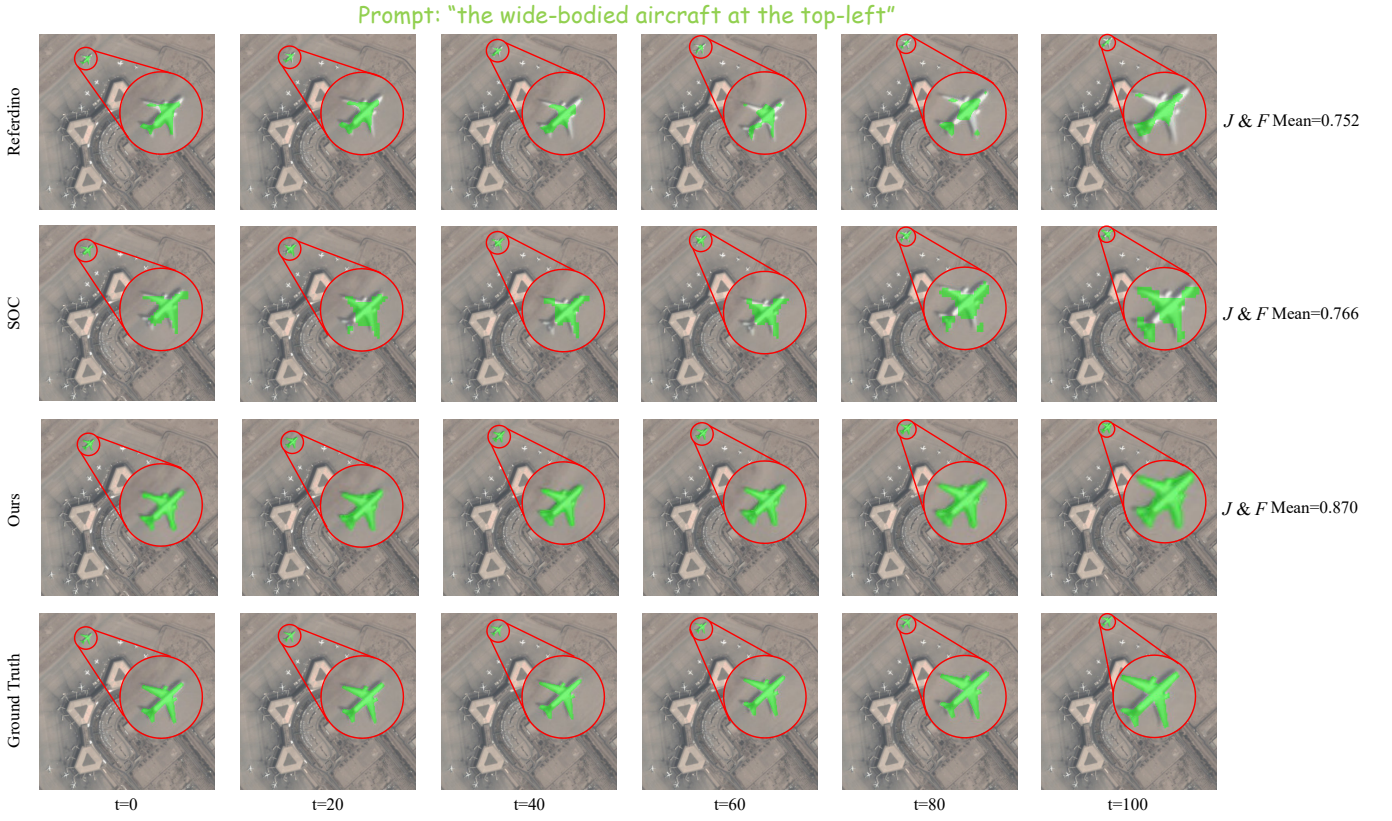 Prompt: “the wide-bodied aircraft at the top-left”
Referdino
J & F Mean=0.752
SOC
J & F Mean=0.766
Ours
J & F Mean=0.870
Ground Truth
t=0 t=20 t=40 t=60 t=80 t=100